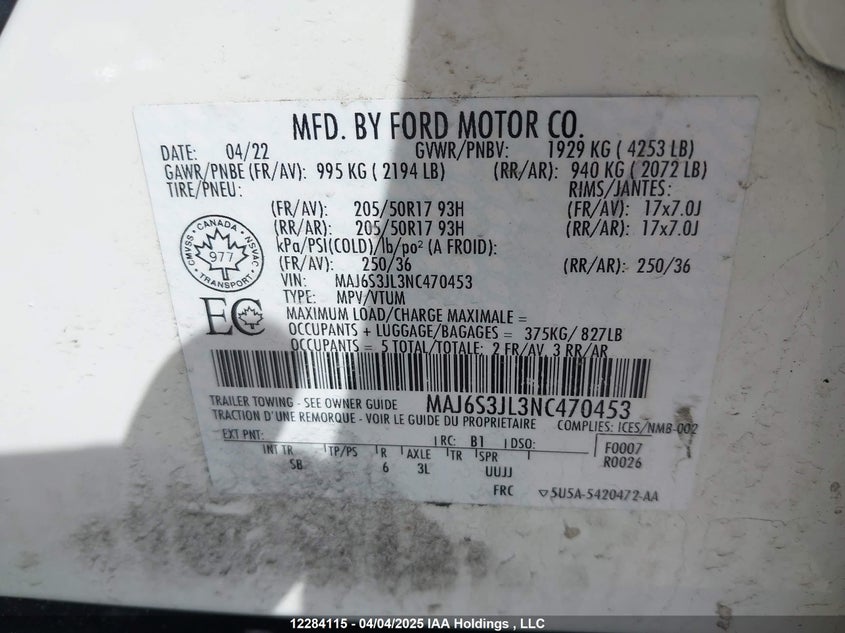 MFD. BY FORD MOTOR CO.
DATE: 04/22 GVWR/PNBV: 1929 KG ( 4253 LB)
GAWR/PNBE (FR/AV): 995 KG ( 2194 LB) (RR/AR): 940 KG ( 2072 LB)
TIRE/PNEU: RIMS/JANTES:
(FR/AV): 205/50R17 93H (FR/AV): 17x7.0J
(RR/AR): 205/50R17 93H (RR/AR): 17x7.0J
kPa/PSI(COLD)/lb/po² (A FROID):
(FR/AV): 250/36 (RR/AR): 250/36
VIN: MAJ6S3JL3NC470453
TYPE: MPV/VTUM
CANADA
CMVSS NSVAC
977
TRANSPORT
EC
MAXIMUM LOAD/CHARGE MAXIMALE =
OCCUPANTS + LUGGAGE/BAGAGES = 375KG/ 827LB
OCCUPANTS = 5 TOTAL/TOTALE: 2 FR/AV, 3 RR/AR
TRAILER TOWING - SEE OWNER GUIDE MAJ6S3JL3NC470453
TRACTION D'UNE REMORQUE - VOIR LE GUIDE DU PROPRIETAIRE COMPLIES: ICES/NMB-002
EXT PNT: RC: B1 DSO: F0007
INT TR TP/PS R AXLE TR SPR R0026
SB 6 3L UUJJ
FRC 5U5A-5420472-AA
12284115 - 04/04/2025 IAA Holdings , LLC